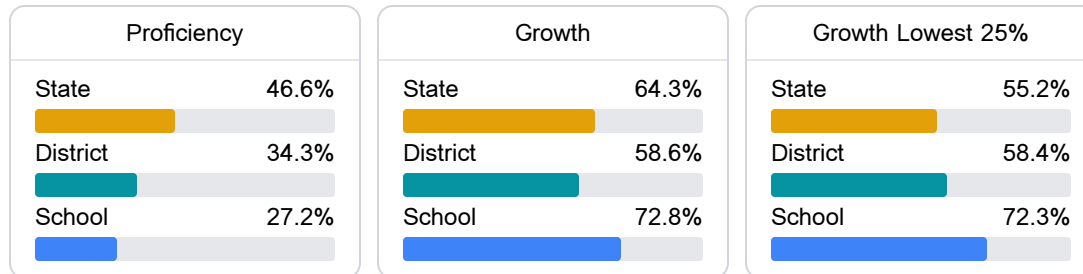 Proficiency
State 46.6%
District 34.3%
School 27.2%
Growth
State 64.3%
District 58.6%
School 72.8%
Growth Lowest 25%
State 55.2%
District 58.4%
School 72.3%